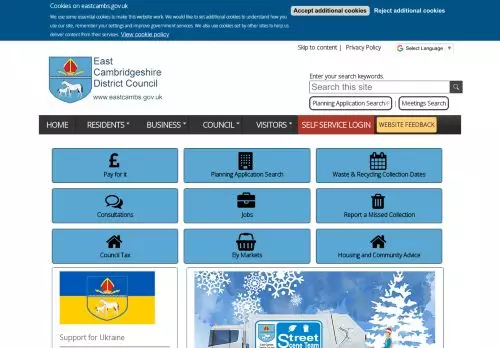 Cookies on eastcambs.gov.uk
We use some essential cookies to make this website work. We would like to set additional cookies to understand how you
use our site, remember your settings and improve government services. We also use cookies set by other sites to help us
deliver content from their services. View cookie policy
Accept additional cookies
Reject additional cookies
Skip to content | Privacy Policy
Select Language
East
Cambridgeshire
District Council
www.eastcambs.gov.uk
Enter your search keywords.
Search this site
Planning Application Search | Meetings Search
HOME RESIDENTS BUSINESS COUNCIL VISITORS SELF SERVICE LOGIN WEBSITE FEEDBACK
Pay for it
Planning Application Search
Waste & Recycling Collection Dates
Consultations
Jobs
Report a Missed Collection
Council Tax
Ely Markets
Housing and Community Advice
Support for Ukraine
Street
Scene Team